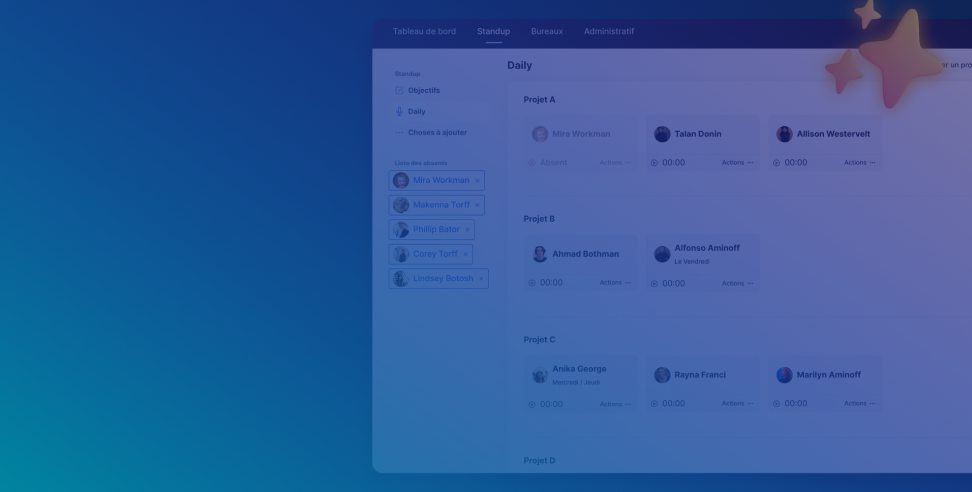 Tableau de bord Standup Bureaux Administratif
Standup
Objectifs
Daily
Choses à ajouter
Liste des absents
Mira Workman ×
Makenna Torff ×
Phillip Bator ×
Corey Torff ×
Lindsey Botosh ×
Daily
er un pro
Projet A
Mira Workman
Absent Actions ···
Talan Donin
00:00 Actions ···
Allison Westervelt
00:00 Actions ···
Projet B
Ahmad Bothman
00:00 Actions ···
Alfonso Aminoff
Le Vendredi
00:00 Actions ···
Projet C
Anika George
Mercredi / Jeudi
00:00 Actions ···
Rayna Franci
00:00 Actions ···
Marilyn Aminoff
00:00 Actions ···
Projet D